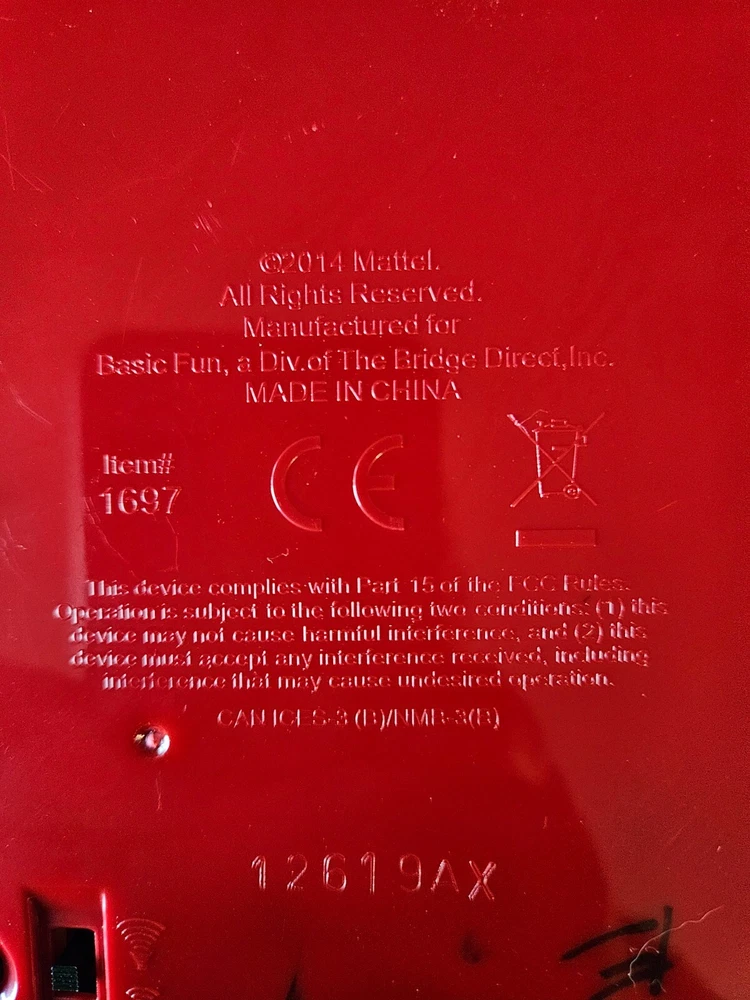 ©2014 Mattel.
All Rights Reserved.
Manufactured for
Basic Fun, a Div.of The Bridge Direct,Inc.
MADE IN CHINA
Item#
1697
CE
This device complies with Part 15 of the FCC Rules.
Operation is subject to the following two conditions: (1) this
device may not cause harmful interference, and (2) this
device must accept any interference received, including
interference that may cause undesired operation.
CAN ICES-3 (B)/NMB-3(B)
12619AX